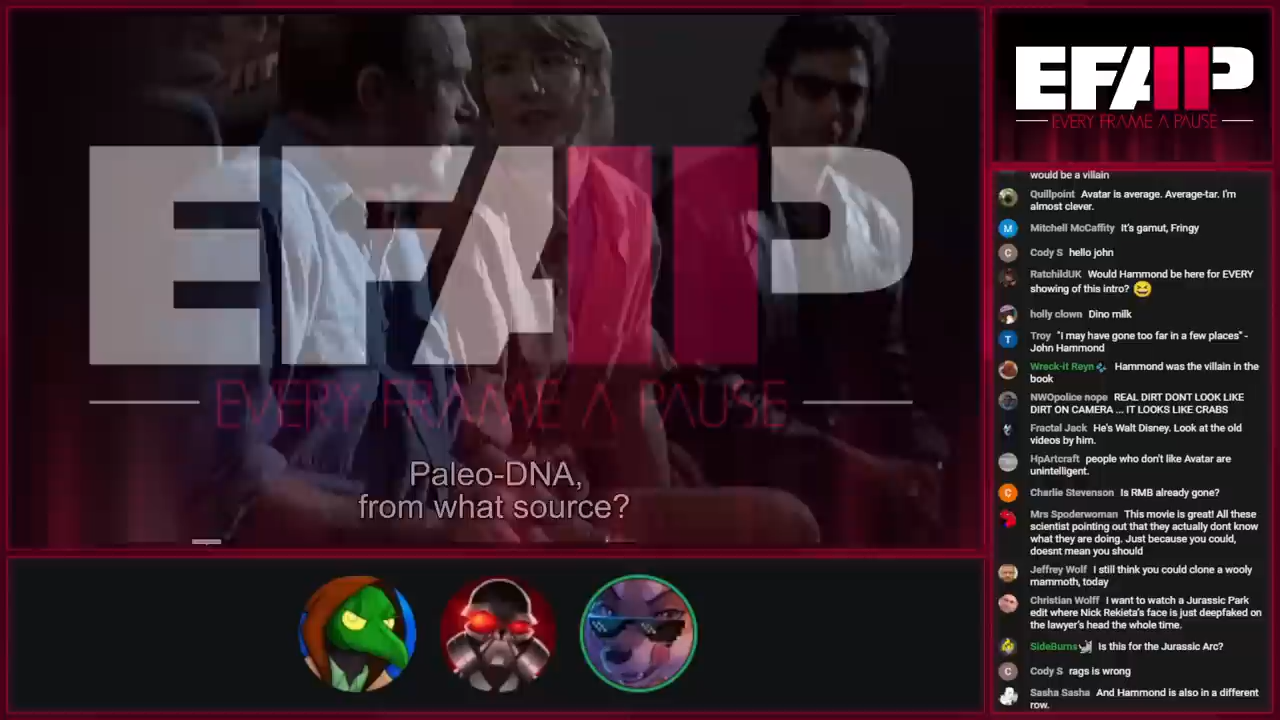 EFAP
EVERY FRAME A PAUSE
Paleo-DNA,
from what source?
EFAP
EVERY FRAME A PAUSE
would be a villain
Quillpoint Avatar is average. Average-tar. I'm
almost clever.
M
Mitchell McCaffity It's gamut, Fringy
C
Cody S hello john
RatchildUK Would Hammond be here for EVERY
showing of this intro? 😆
holly clown Dino milk
T
Troy "I may have gone too far in a few places" -
John Hammond
Wreck-it Reyn Hammond was the villain in the
book
NWOpolice nope REAL DIRT DONT LOOK LIKE
DIRT ON CAMERA ... IT LOOKS LIKE CRABS
Fractal Jack He's Walt Disney. Look at the old
videos by him.
HpArtcraft people who don't like Avatar are
unintelligent.
C
Charlie Stevenson Is RMB already gone?
Mrs Spoderwoman This movie is great! All these
scientist pointing out that they actually dont know
what they are doing. Just because you could,
doesnt mean you should
Jeffrey Wolf I still think you could clone a wooly
mammoth, today
Christian Wolff I want to watch a Jurassic Park
edit where Nick Rekieta's face is just deepfaked on
the lawyer's head the whole time.
SideBurns Is this for the Jurassic Arc?
C
Cody S rags is wrong
Sasha Sasha And Hammond is also in a different
row.